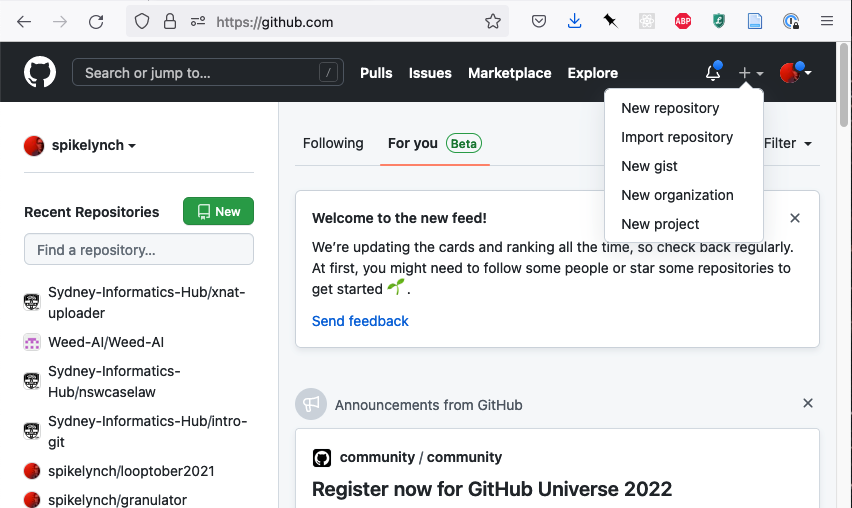 https://github.com
ABP
Search or jump to... /
Pulls Issues Marketplace Explore
New repository
Import repository
New gist
New organization
New project
spikelynch
Recent Repositories
New
Find a repository...
Sydney-Informatics-Hub/xnat-
uploader
Weed-AI/Weed-AI
Sydney-Informatics-
Hub/nswcaselaw
Sydney-Informatics-Hub/intro-
git
spikelynch/looptober2021
spikelynch/granulator
Following For you Beta Filter
Welcome to the new feed!
We're updating the cards and ranking all the time, so check back regularly.
At first, you might need to follow some people or star some repositories to
get started 🌱 .
Send feedback
Announcements from GitHub
community / community
Register now for GitHub Universe 2022